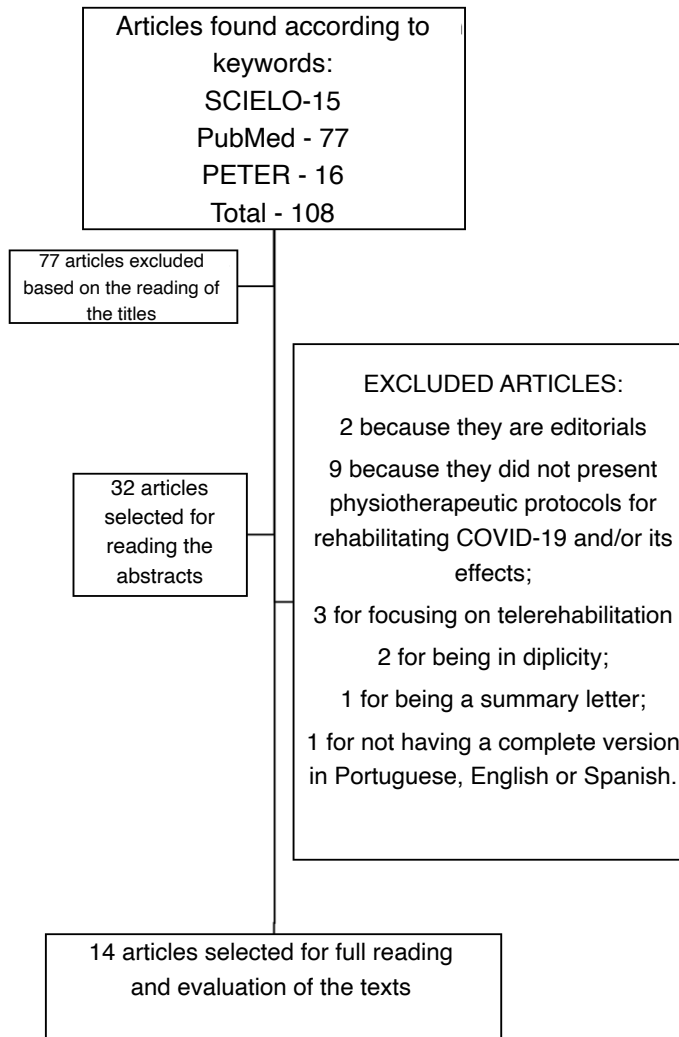 Articles found according to
keywords:
SCIELO-15
PubMed - 77
PETER - 16
Total - 108
77 articles excluded
based on the reading of
the titles
EXCLUDED ARTICLES:
2 because they are editorials
9 because they did not present
physiotherapeutic protocols for
rehabilitating COVID-19 and/or its
effects;
3 for focusing on telerehabilitation
2 for being in diplicity;
1 for being a summary letter;
1 for not having a complete version
in Portuguese, English or Spanish.
32 articles
selected for
reading the
abstracts
14 articles selected for full reading
and evaluation of the texts